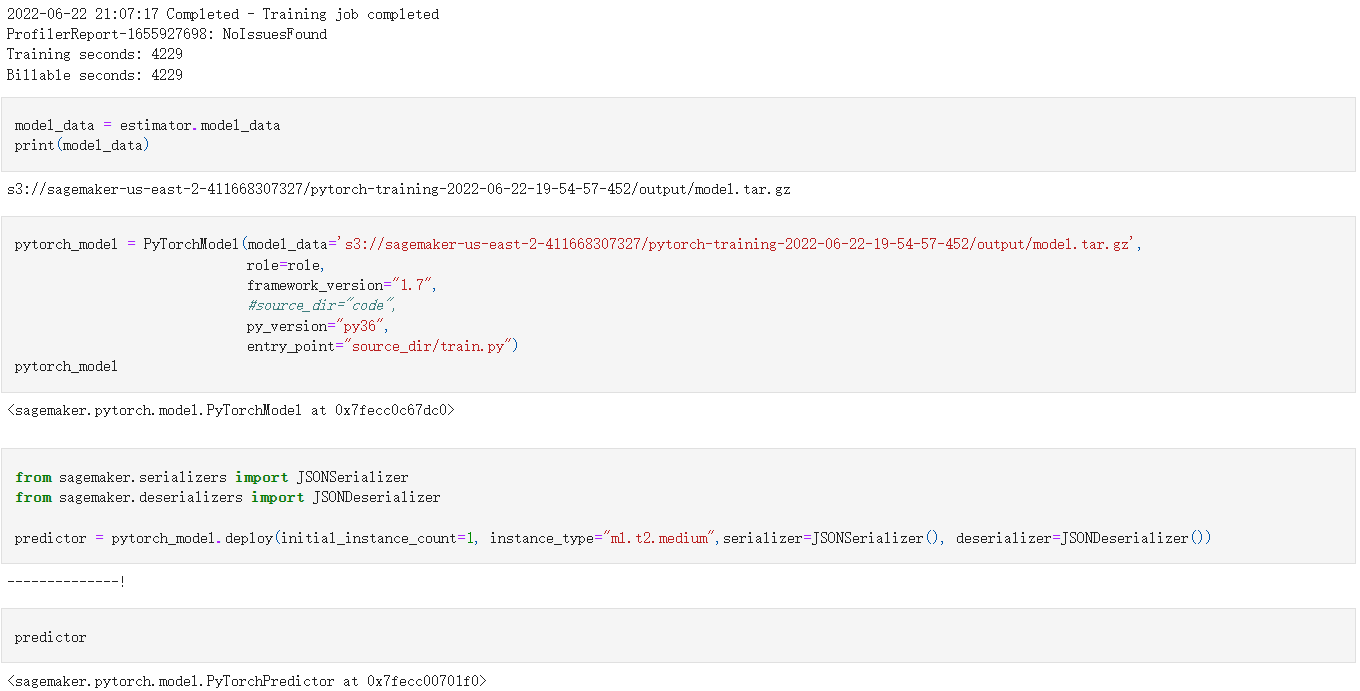 2022-06-22 21:07:17 Completed - Training job completed
ProfilerReport-1655927698: NoIssuesFound
Training seconds: 4229
Billable seconds: 4229
model_data = estimator.model_data
print(model_data)
s3://sagemaker-us-east-2-411668307327/pytorch-training-2022-06-22-19-54-57-452/output/model.tar.gz
pytorch_model = PyTorchModel(model_data='s3://sagemaker-us-east-2-411668307327/pytorch-training-2022-06-22-19-54-57-452/output/model.tar.gz',
role=role,
framework_version="1.7",
#source_dir="code",
py_version="py36",
entry_point="source_dir/train.py")
pytorch_model
<sagemaker.pytorch.model.PyTorchModel at 0x7fecc0c67dc0>
from sagemaker.serializers import JSONSerializer
from sagemaker.deserializers import JSONDeserializer
predictor = pytorch_model.deploy(initial_instance_count=1, instance_type="ml.t2.medium",serializer=JSONSerializer(), deserializer=JSONDeserializer())
--------------!
predictor
<sagemaker.pytorch.model.PyTorchPredictor at 0x7fecc00701f0>